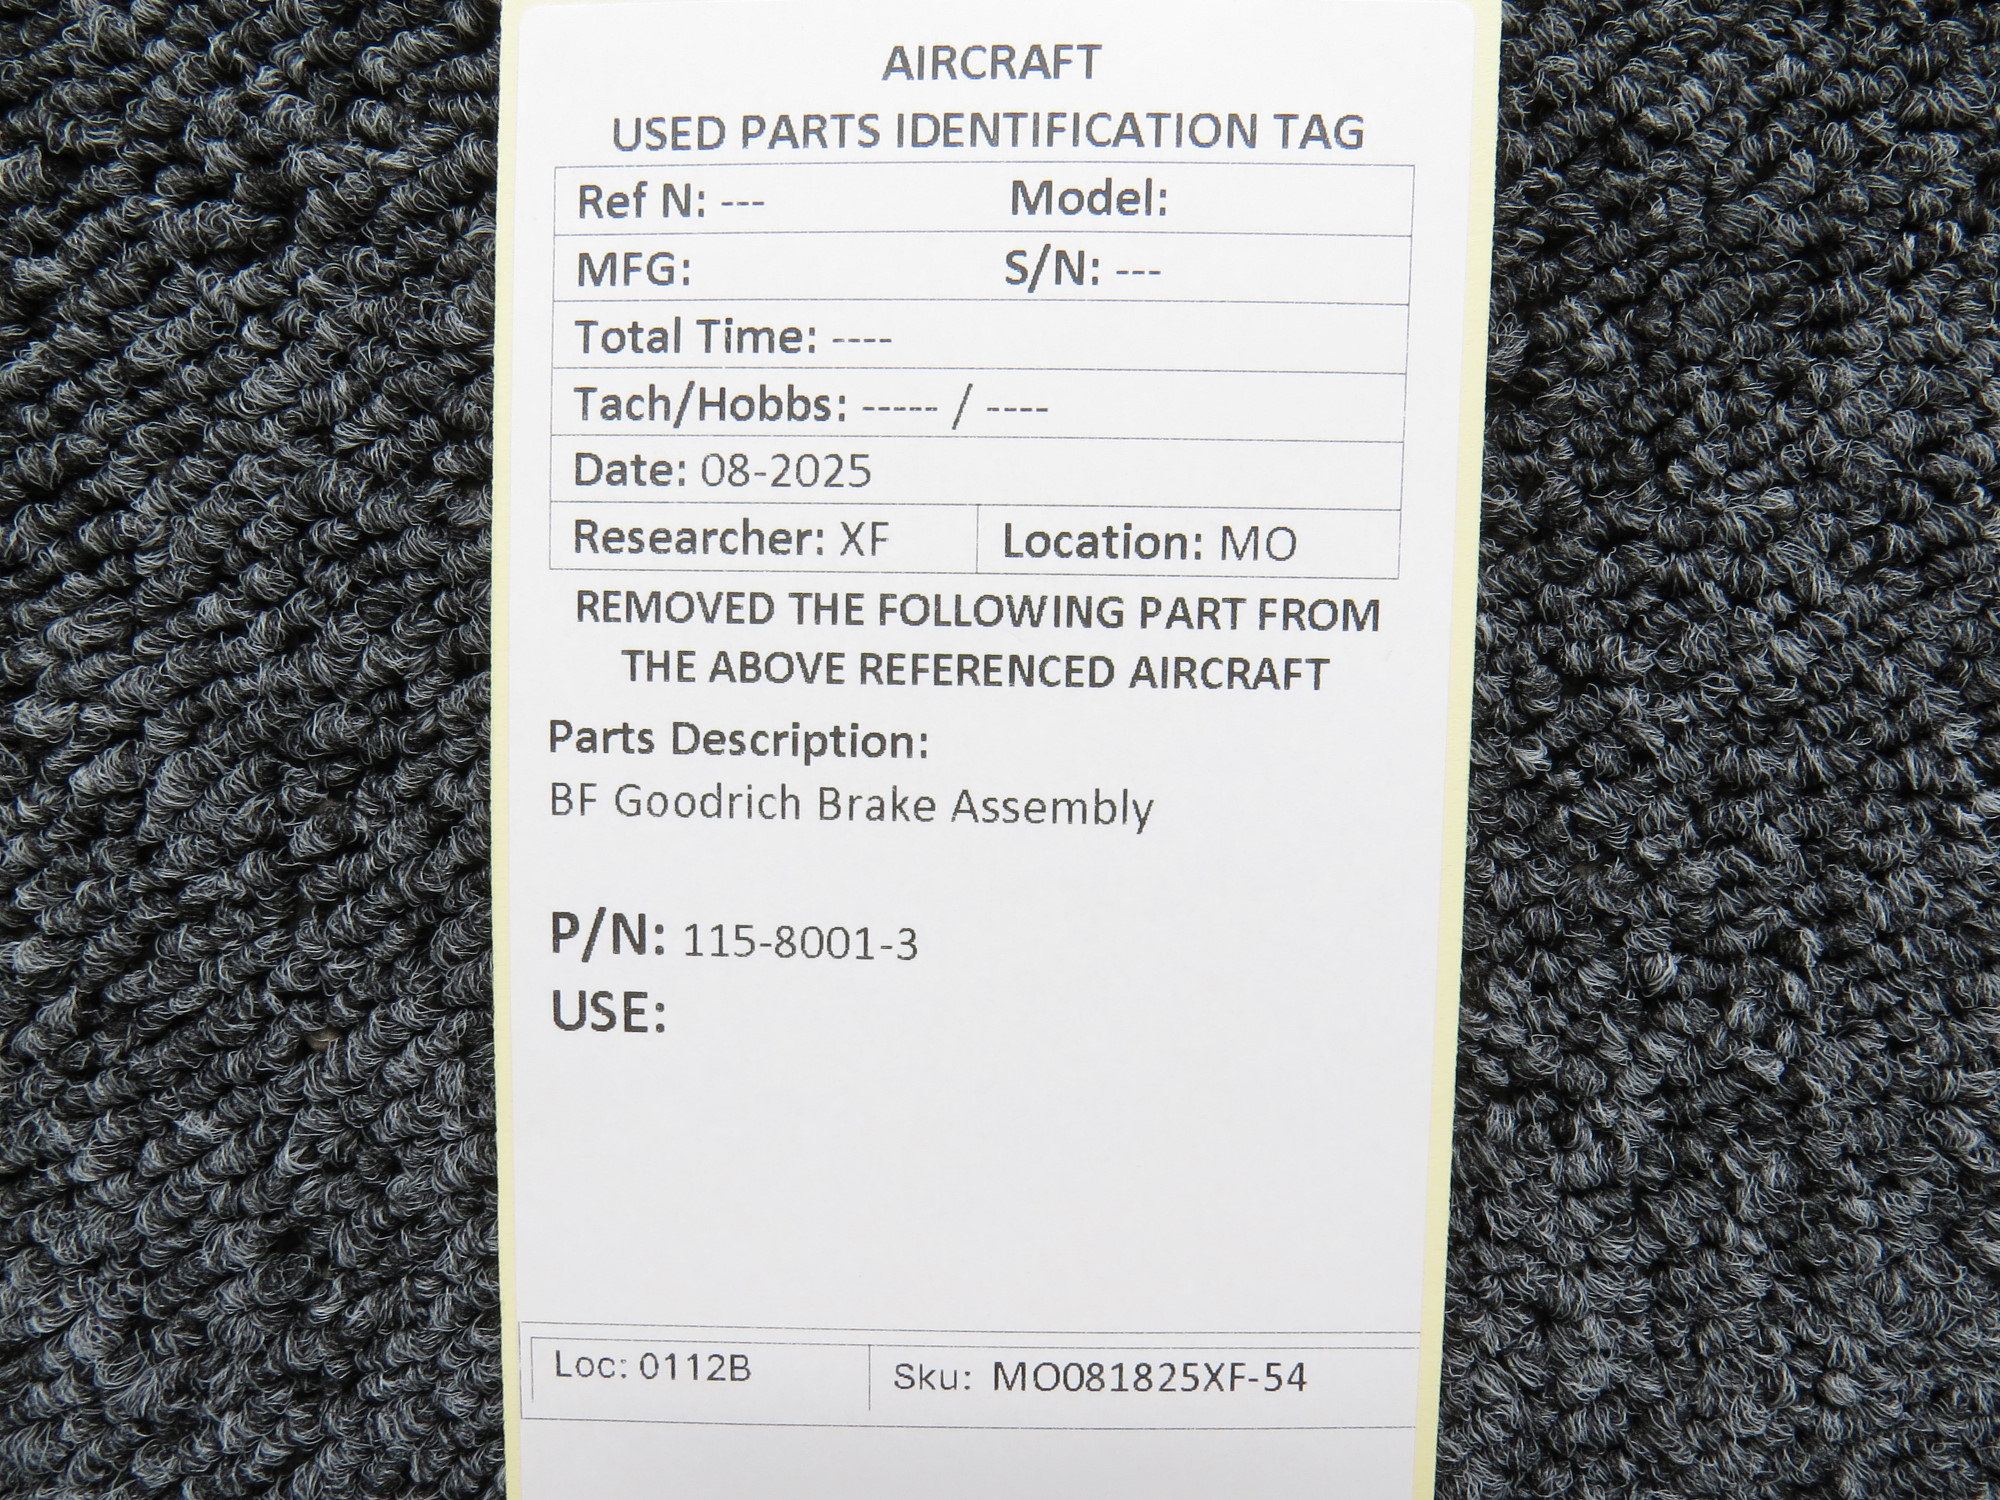 AIRCRAFT
USED PARTS IDENTIFICATION TAG
Ref N: --- Model:
MFG: S/N: ---
Total Time: ----
Tach/Hobbs: ----- / ----
Date: 08-2025
Researcher: XF Location: MO
REMOVED THE FOLLOWING PART FROM
THE ABOVE REFERENCED AIRCRAFT
Parts Description:
BF Goodrich Brake Assembly
P/N: 115-8001-3
USE:
Loc: 0112B Sku: MO081825XF-54